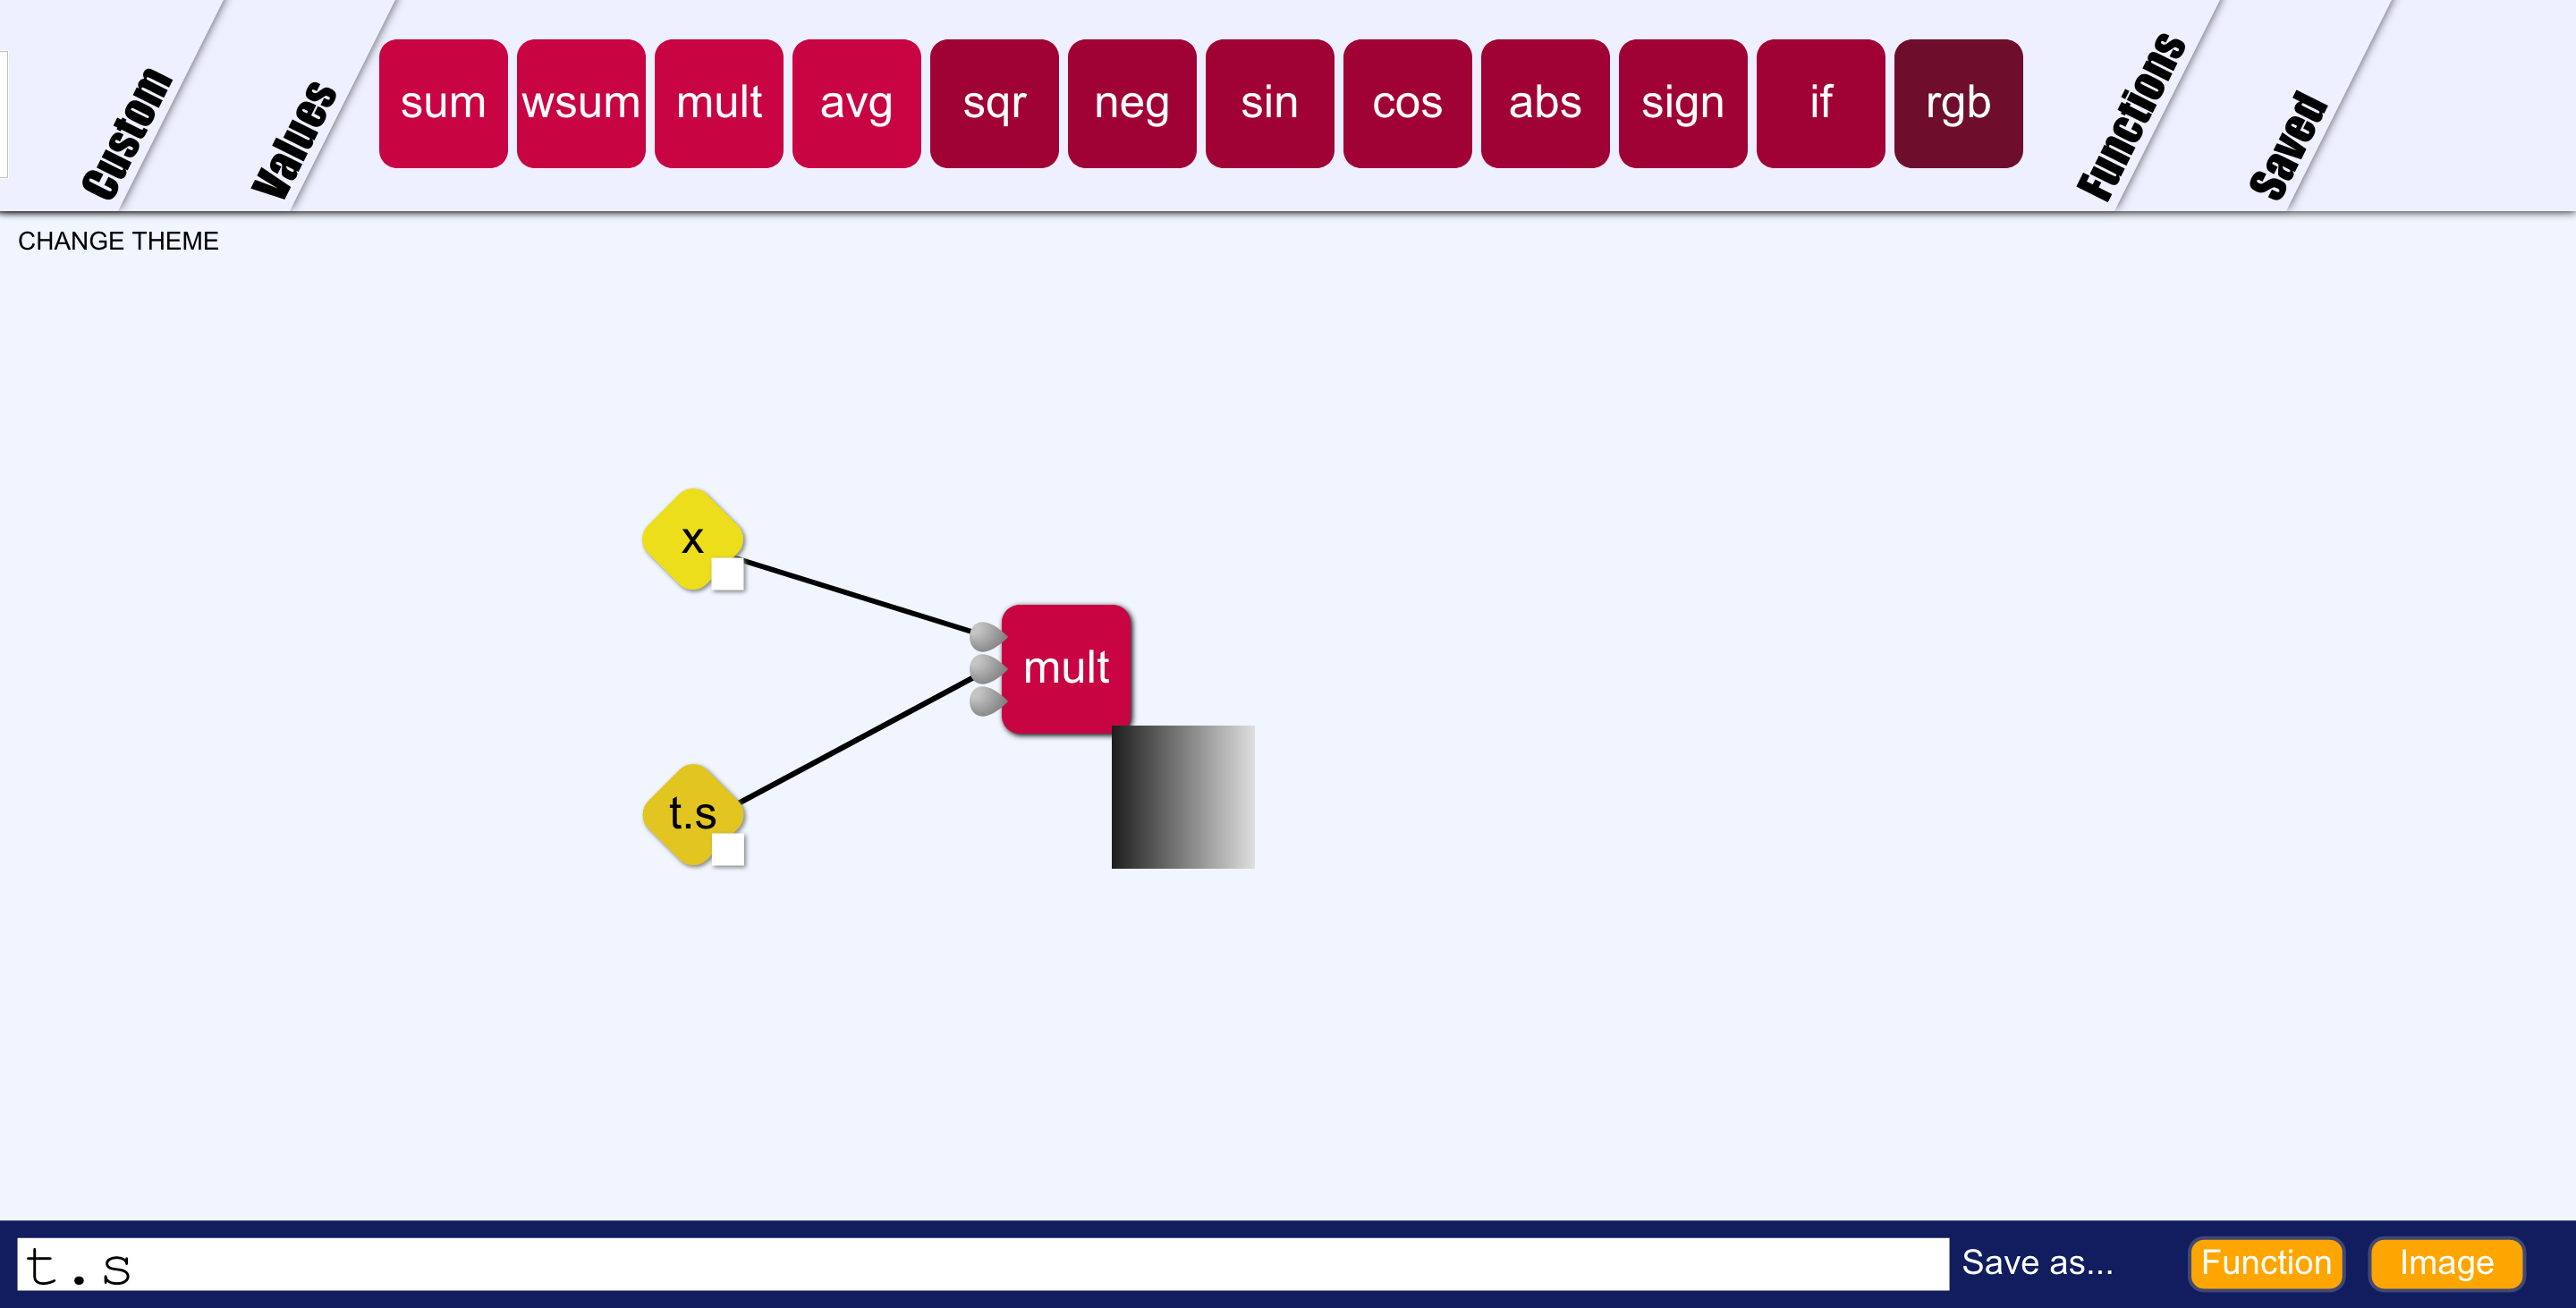 Custom
Values
sum wsum mult avg sqr neg sin cos abs sign if rgb
Functions
Saved
CHANGE THEME
x
mult
t.s
t.s
Save as...
Function
Image